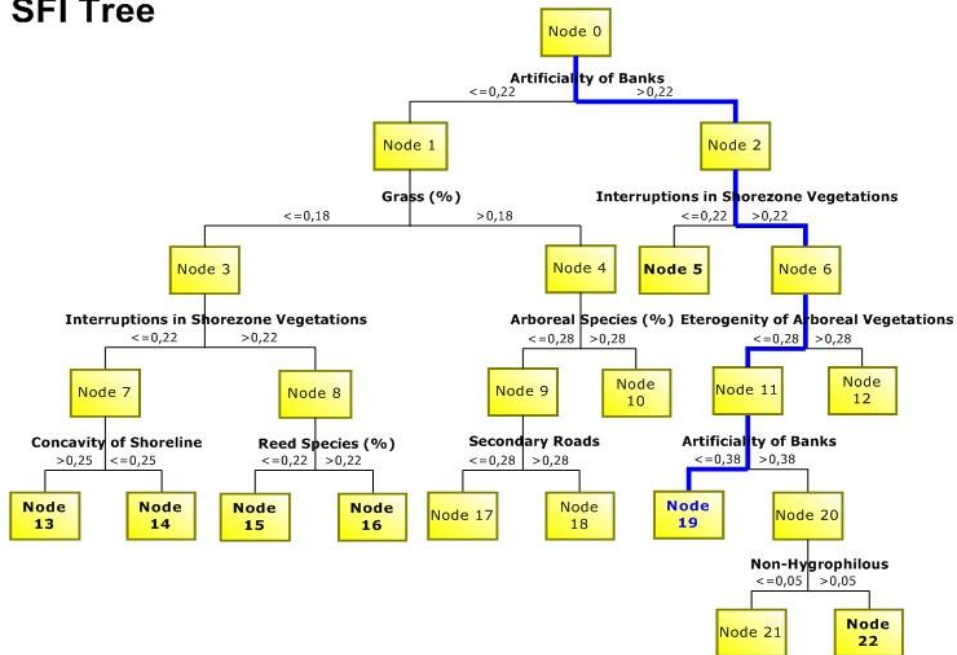 SFI Tree
Node 0
Artificiality of Banks
<=0,22 >0,22
Node 1 Node 2
Grass (%) Interruptions in Shorezone Vegetations
<=0,18 >0,18 <=0,22 >0,22
Node 3 Node 4 Node 5 Node 6
Interruptions in Shorezone Vegetations Arboreal Species (%) Eterogenity of Arboreal Vegetations
<=0,22 >0,22 <=0,28 >0,28 <=0,28 >0,28
Node 7 Node 8 Node 9 Node 10 Node 11 Node 12
Concavity of Shoreline Reed Species (%) Secondary Roads Artificiality of Banks
>0,25 <=0,25 <=0,22 >0,22 <=0,28 >0,28 <=0,38 >0,38
Node 13 Node 14 Node 15 Node 16 Node 17 Node 18 Node 19 Node 20
Non-Hygrophilous
<=0,05 >0,05
Node 21 Node 22